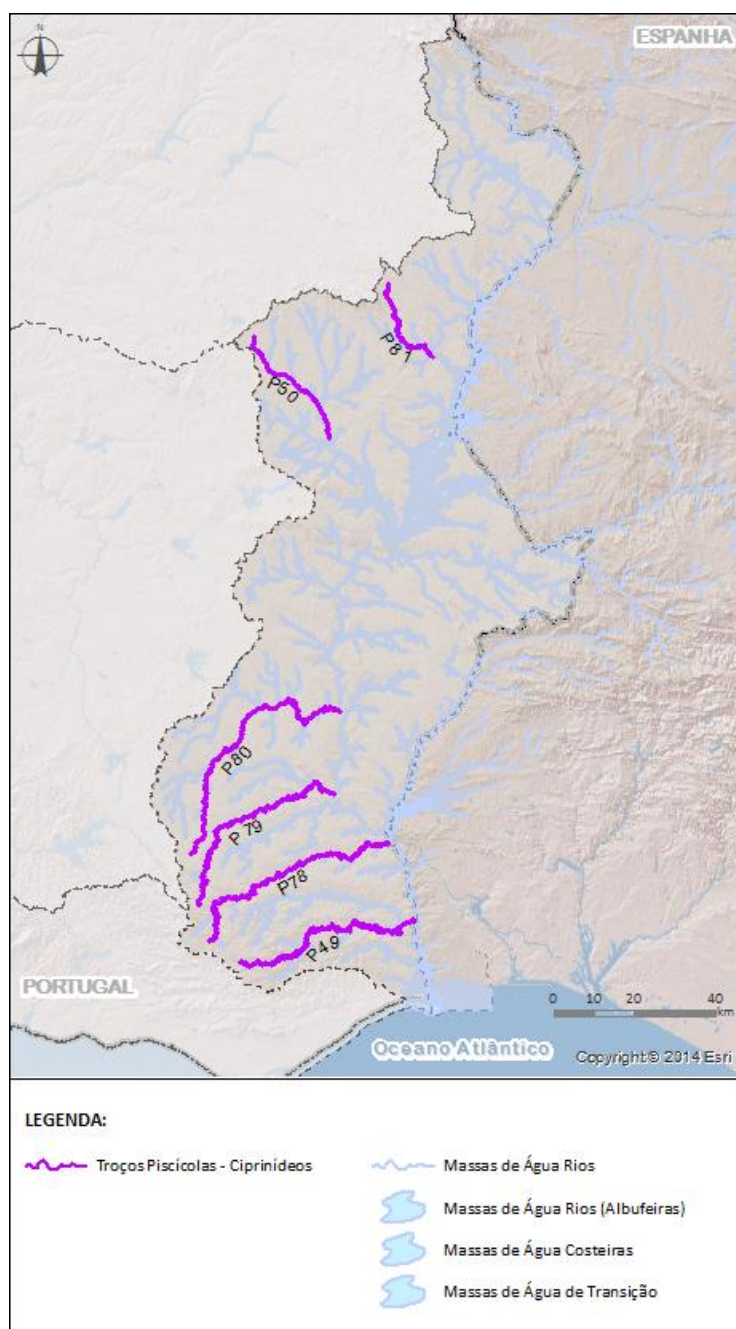 N
ESPANHA
P81
P50
P80
P 79
P78
P49
PORTUGAL
0 10 20 40
km
Oceano Atlântico
Copyright© 2014 Esri
LEGENDA:
Troços Piscícolas - Ciprinídeos
Massas de Água Rios
Massas de Água Rios (Albufeiras)
Massas de Água Costeiras
Massas de Água de Transição